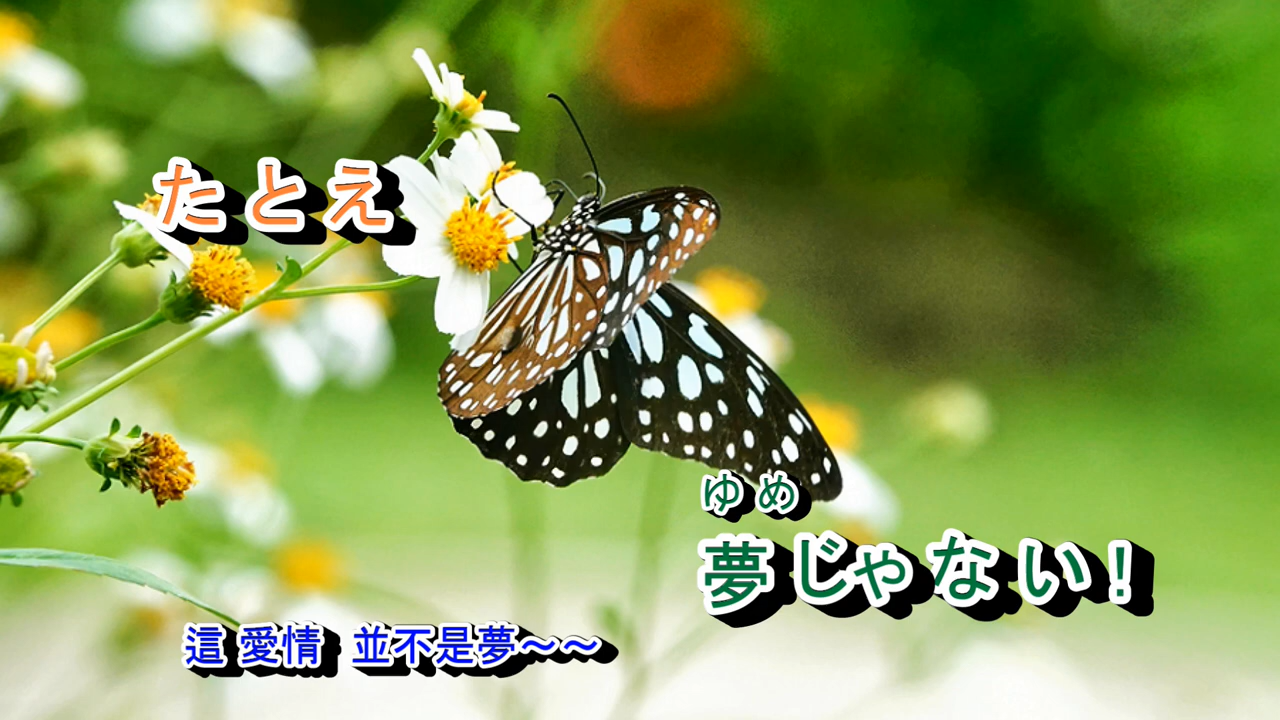 たとえ
ゆめ
夢じゃない!
這 愛情 並不是夢～～